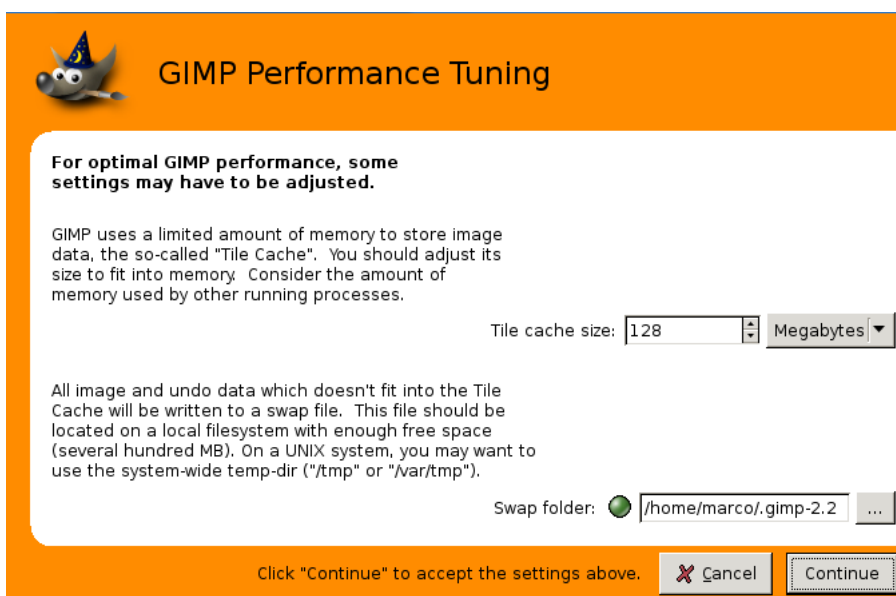 GIMP Performance Tuning
For optimal GIMP performance, some
settings may have to be adjusted.
GIMP uses a limited amount of memory to store image
data, the so-called "Tile Cache".  You should adjust its
size to fit into memory.  Consider the amount of
memory used by other running processes.
Tile cache size: 128 Megabytes
All image and undo data which doesn't fit into the Tile
Cache will be written to a swap file.  This file should be
located on a local filesystem with enough free space
(several hundred MB). On a UNIX system, you may want to
use the system-wide temp-dir ("/tmp" or "/var/tmp").
Swap folder: /home/marco/.gimp-2.2 ...
Click "Continue" to accept the settings above. Cancel Continue